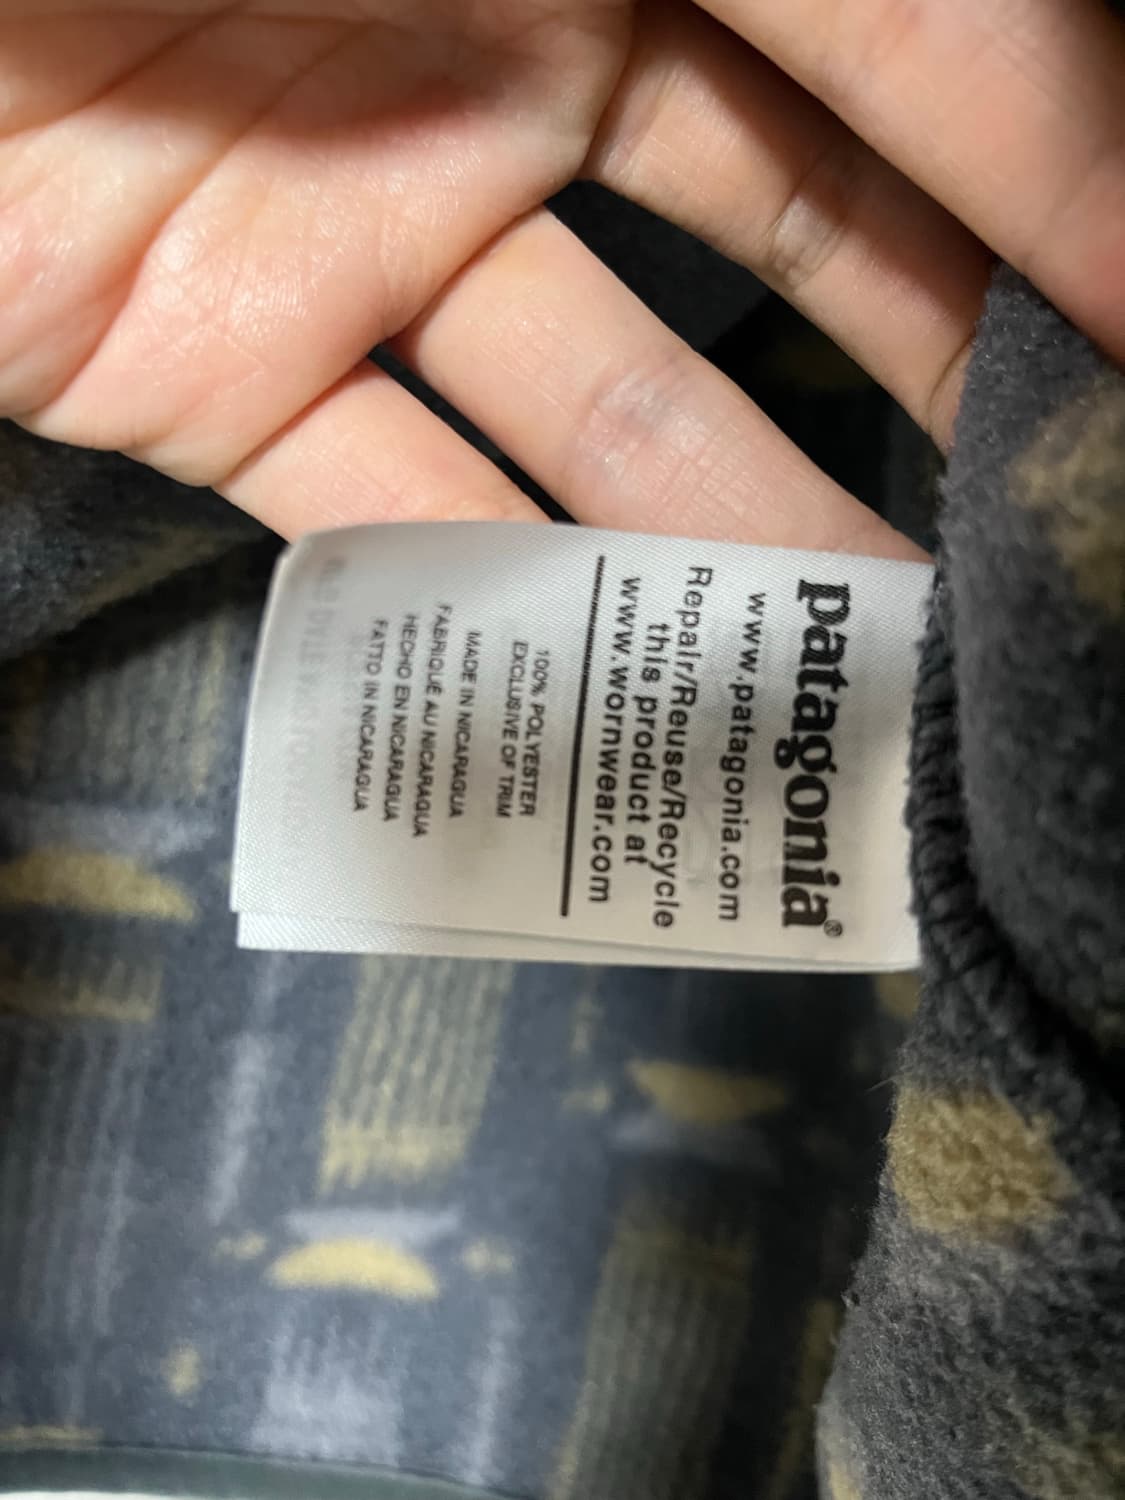 patagonia®
www.patagonia.com
Repair/Reuse/Recycle
this product at
www.wornwear.com
100% POLYESTER
EXCLUSIVE OF TRIM
MADE IN NICARAGUA
FABRIQUÉ AU NICARAGUA
HECHO EN NICARAGUA
FATTO IN NICARAGUA